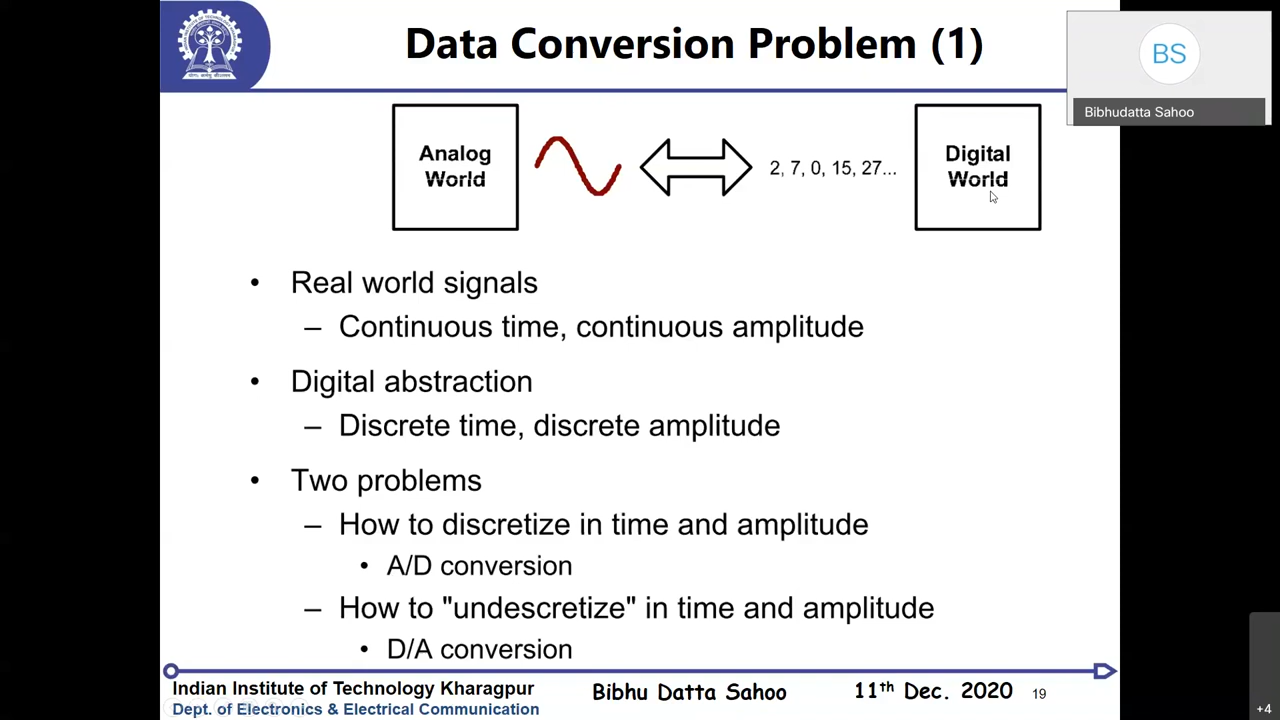 Data Conversion Problem (1)
BS
Bibhudatta Sahoo
Analog
World
2, 7, 0, 15, 27...
Digital
World
• Real world signals
– Continuous time, continuous amplitude
• Digital abstraction
– Discrete time, discrete amplitude
• Two problems
– How to discretize in time and amplitude
• A/D conversion
– How to "undescretize" in time and amplitude
• D/A conversion
Indian Institute of Technology Kharagpur
Dept. of Electronics & Electrical Communication
Bibhu Datta Sahoo
11th Dec. 2020
19
+4